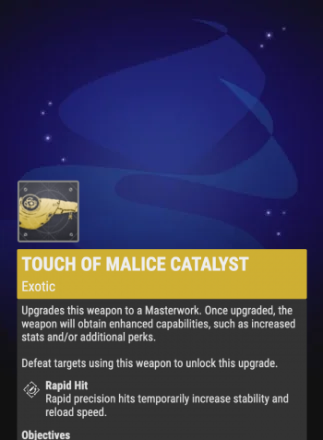 TOUCH OF MALICE CATALYST
Exotic
Upgrades this weapon to a Masterwork. Once upgraded, the
weapon will obtain enhanced capabilities, such as increased
stats and/or additional perks.
Defeat targets using this weapon to unlock this upgrade.
Rapid Hit
Rapid precision hits temporarily increase stability and
reload speed.
Objectives